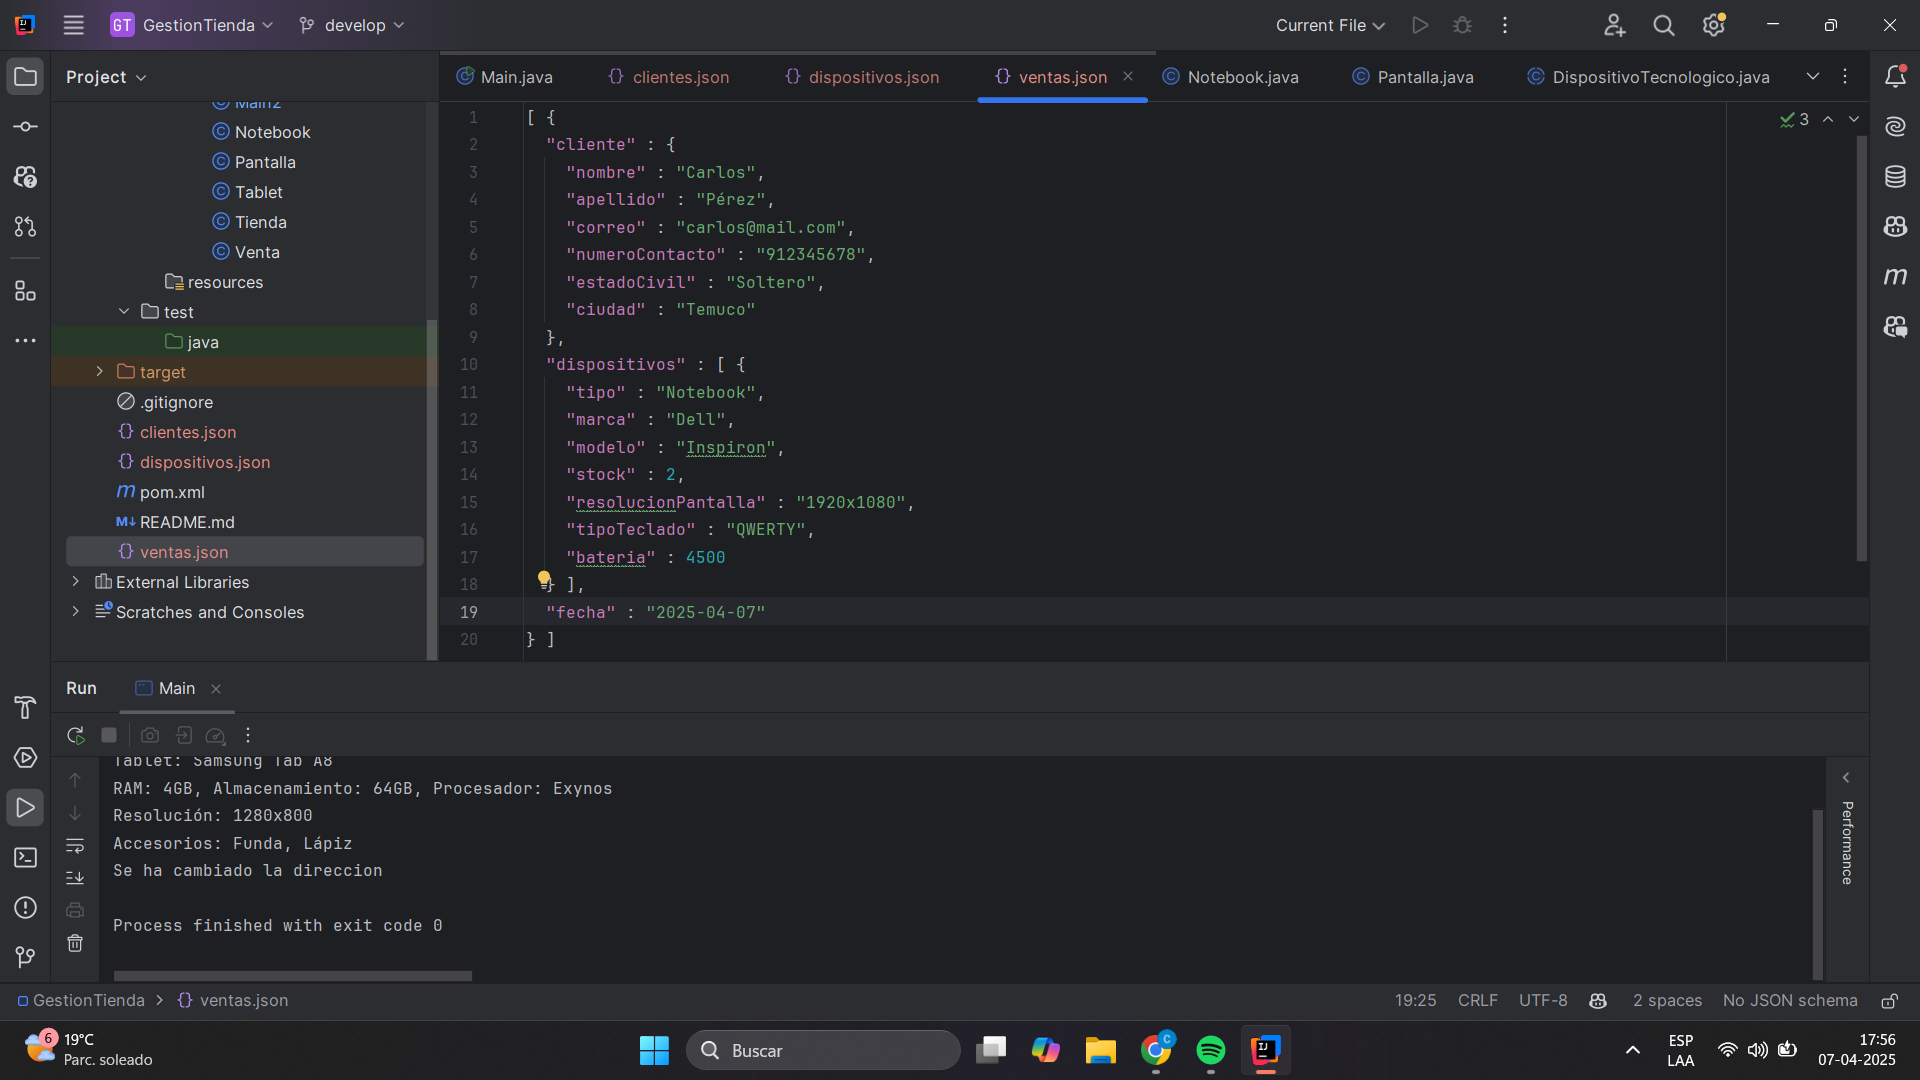 GT GestionTienda develop Current File
Project
Main.java clientes.json dispositivos.json ventas.json Notebook.java Pantalla.java DispositivoTecnologico.java
Main2
Notebook
Pantalla
Tablet
Tienda
Venta
resources
test
java
target
.gitignore
clientes.json
dispositivos.json
pom.xml
README.md
ventas.json
External Libraries
Scratches and Consoles
3
1 [ {
2 "cliente" : {
3 "nombre" : "Carlos",
4 "apellido" : "Pérez",
5 "correo" : "carlos@mail.com",
6 "numeroContacto" : "912345678",
7 "estadoCivil" : "Soltero",
8 "ciudad" : "Temuco"
9 },
10 "dispositivos" : [ {
11 "tipo" : "Notebook",
12 "marca" : "Dell",
13 "modelo" : "Inspiron",
14 "stock" : 2,
15 "resolucionPantalla" : "1920x1080",
16 "tipoTeclado" : "QWERTY",
17 "bateria" : 4500
18 } ],
19 "fecha" : "2025-04-07"
20 } ]
Run Main
Tablet: Samsung Tab A8
RAM: 4GB, Almacenamiento: 64GB, Procesador: Exynos
Resolución: 1280x800
Accesorios: Funda, Lápiz
Se ha cambiado la direccion
Process finished with exit code 0
Performance
GestionTienda ventas.json 19:25 CRLF UTF-8 2 spaces No JSON schema
6 19°C
Parc. soleado
Buscar
ESP
LAA
17:56
07-04-2025